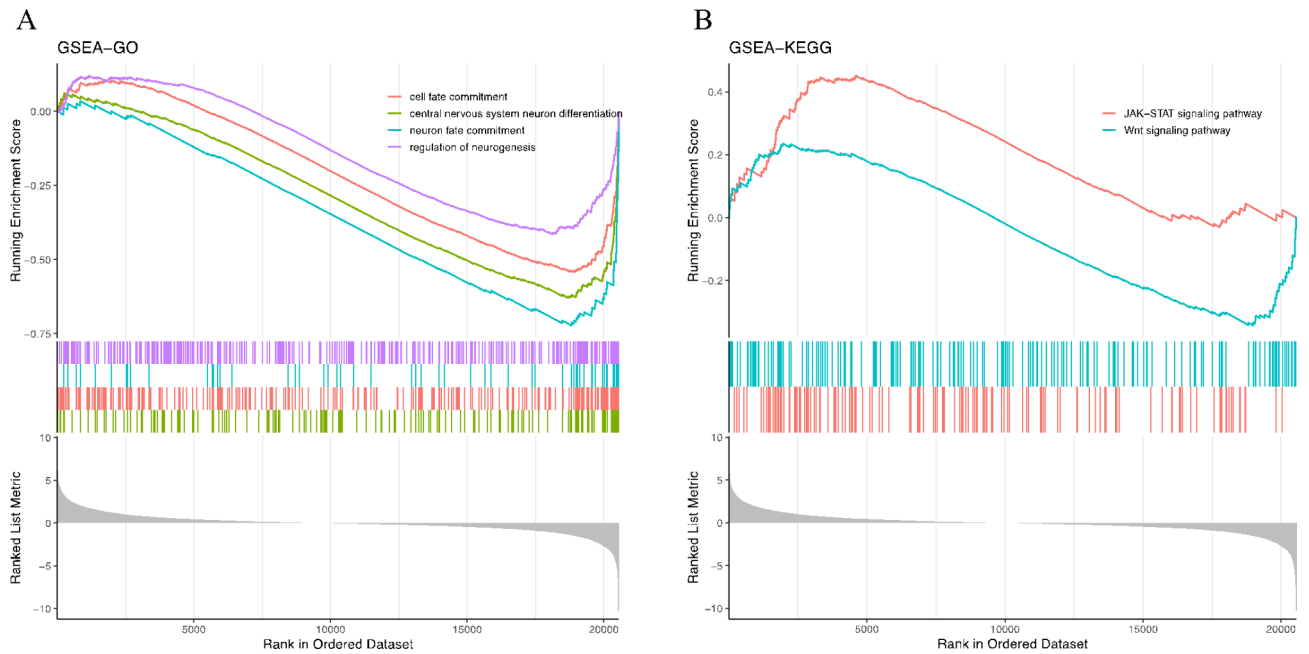 A
GSEA-GO
Running Enrichment Score
0.00
−0.25
−0.50
−0.75
cell fate commitment
central nervous system neuron differentiation
neuron fate commitment
regulation of neurogenesis
Ranked List Metric
10
5
0
−5
−10
5000
10000
15000
20000
Rank in Ordered Dataset
B
GSEA-KEGG
Running Enrichment Score
0.4
0.2
0.0
−0.2
JAK−STAT signaling pathway
Wnt signaling pathway
Ranked List Metric
10
5
0
−5
−10
5000
10000
15000
20000
Rank in Ordered Dataset